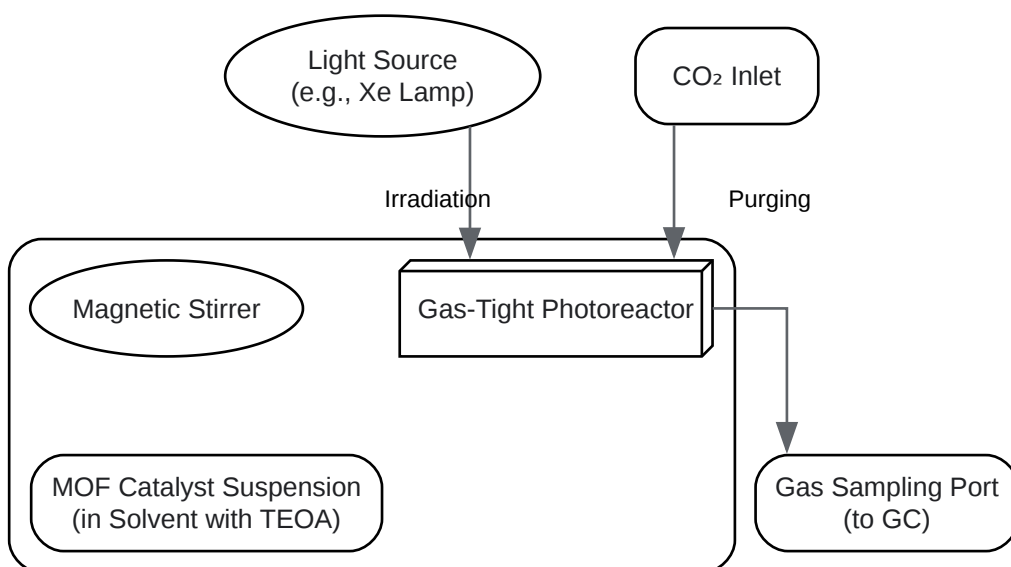 Light Source
(e.g., Xe Lamp)
CO₂ Inlet
Irradiation
Purging
Magnetic Stirrer
Gas-Tight Photoreactor
MOF Catalyst Suspension
(in Solvent with TEOA)
Gas Sampling Port
(to GC)